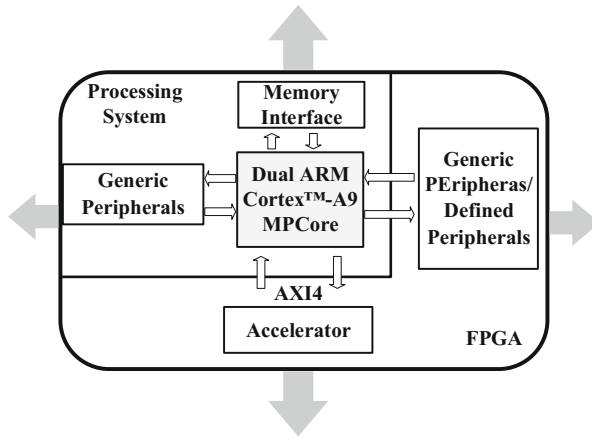 Processing
System
Memory
Interface
Generic
Peripherals
Dual ARM
Cortex™-A9
MPCore
Generic
PEripheras/
Defined
Peripherals
AXI4
Accelerator
FPGA